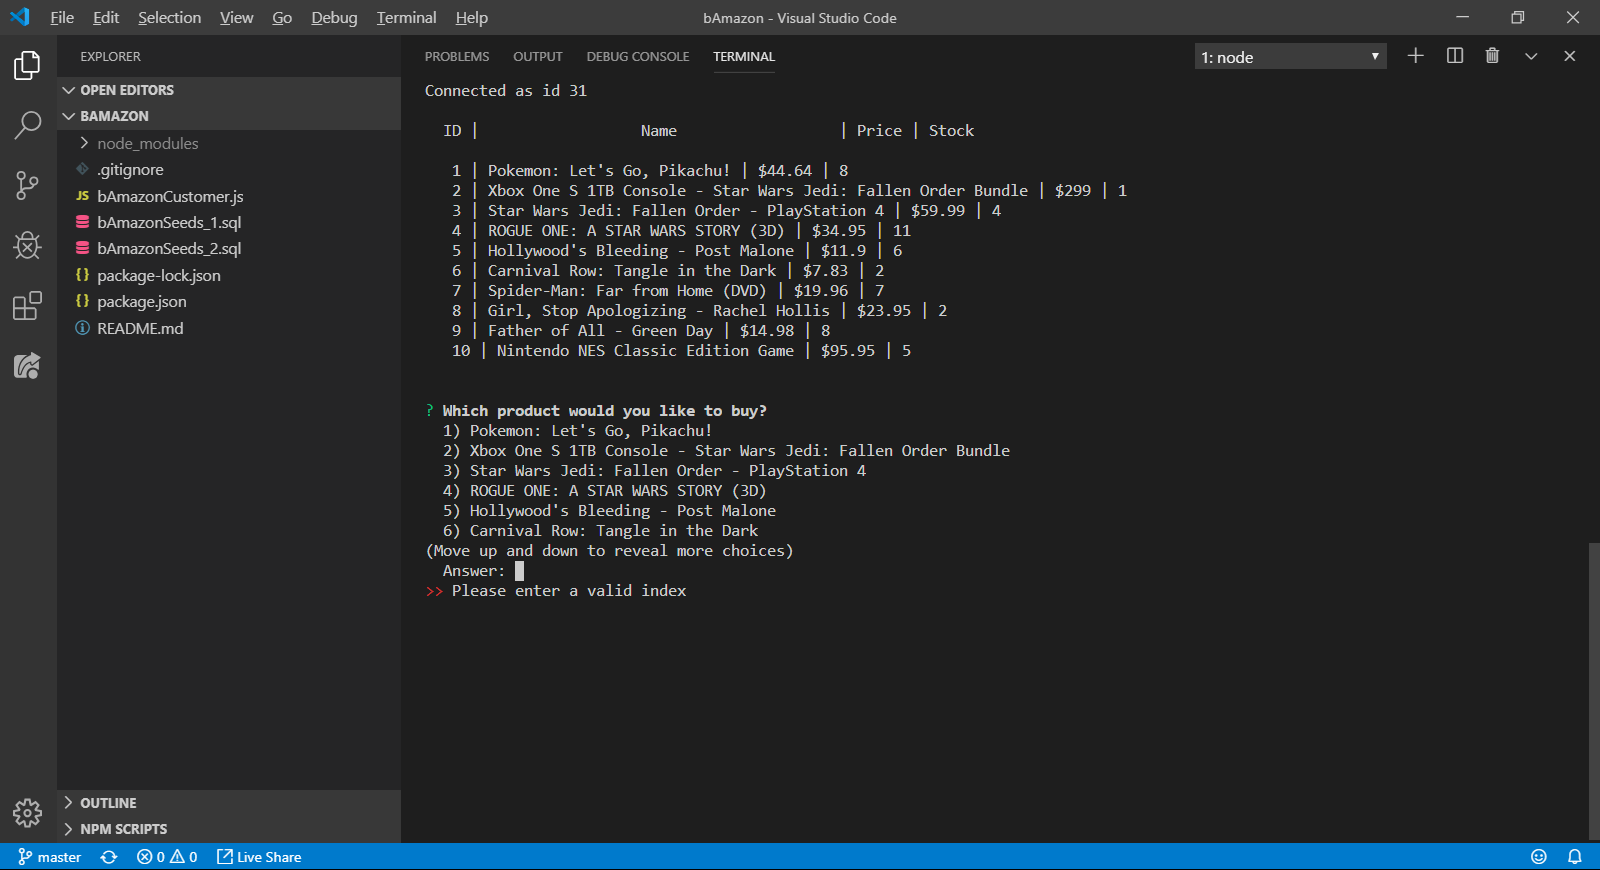 File Edit Selection View Go Debug Terminal Help bAmazon - Visual Studio Code
EXPLORER
OPEN EDITORS
BAMAZON
node_modules
.gitignore
JS bAmazonCustomer.js
bAmazonSeeds_1.sql
bAmazonSeeds_2.sql
{} package-lock.json
{} package.json
README.md
OUTLINE
NPM SCRIPTS
PROBLEMS OUTPUT DEBUG CONSOLE TERMINAL 1: node
Connected as id 31
ID | Name | Price | Stock
1 | Pokemon: Let's Go, Pikachu! | $44.64 | 8
2 | Xbox One S 1TB Console - Star Wars Jedi: Fallen Order Bundle | $299 | 1
3 | Star Wars Jedi: Fallen Order - PlayStation 4 | $59.99 | 4
4 | ROGUE ONE: A STAR WARS STORY (3D) | $34.95 | 11
5 | Hollywood's Bleeding - Post Malone | $11.9 | 6
6 | Carnival Row: Tangle in the Dark | $7.83 | 2
7 | Spider-Man: Far from Home (DVD) | $19.96 | 7
8 | Girl, Stop Apologizing - Rachel Hollis | $23.95 | 2
9 | Father of All - Green Day | $14.98 | 8
10 | Nintendo NES Classic Edition Game | $95.95 | 5
? Which product would you like to buy?
1) Pokemon: Let's Go, Pikachu!
2) Xbox One S 1TB Console - Star Wars Jedi: Fallen Order Bundle
3) Star Wars Jedi: Fallen Order - PlayStation 4
4) ROGUE ONE: A STAR WARS STORY (3D)
5) Hollywood's Bleeding - Post Malone
6) Carnival Row: Tangle in the Dark
(Move up and down to reveal more choices)
Answer:
>> Please enter a valid index
master 0 0 Live Share